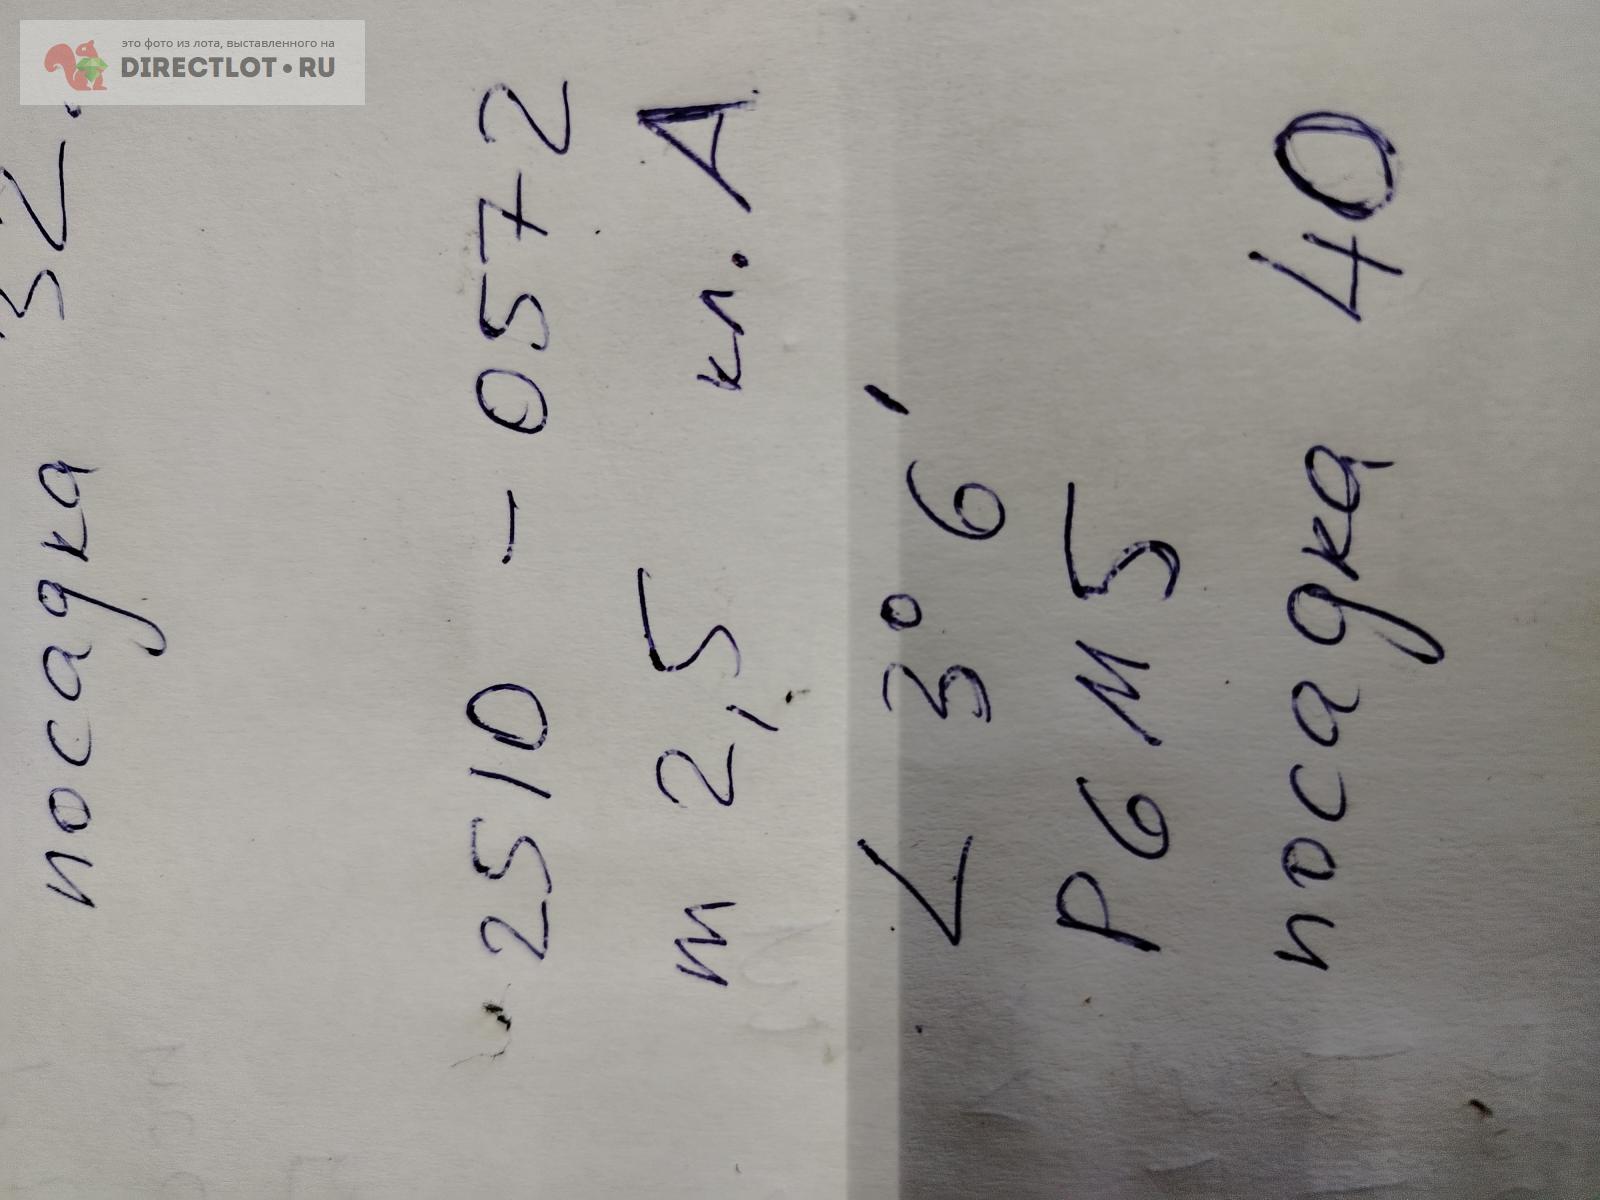 это фото из лота, выставленного на
DIRECTLOT.RU
посадка 32.
2510 - 0572
m 2,5 кл. А
∠ 3° 6'
Р6М5
посадка 40